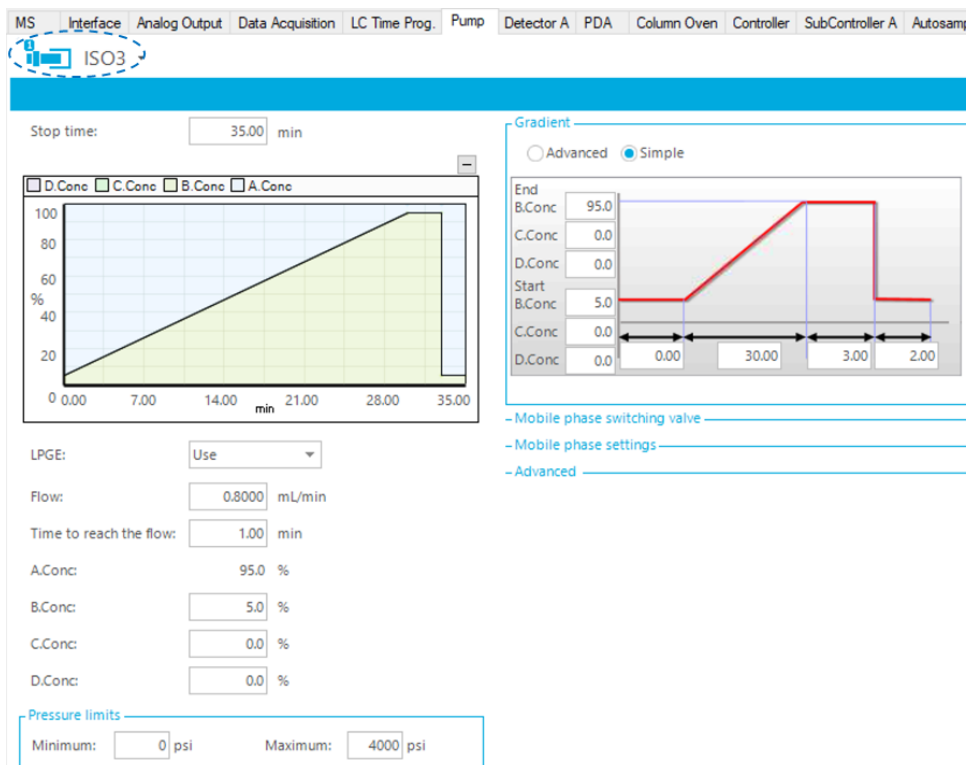 MS Interface Analog Output Data Acquisition LC Time Prog. Pump Detector A PDA Column Oven Controller SubController A Autosamp
1
ISO3
Stop time: 35.00 min
D.Conc C.Conc B.Conc A.Conc
100
80
60
%
40
20
0
0.00 7.00 14.00 21.00 28.00 35.00
min
LPGE: Use
Flow: 0.8000 mL/min
Time to reach the flow: 1.00 min
A.Conc: 95.0 %
B.Conc: 5.0 %
C.Conc: 0.0 %
D.Conc: 0.0 %
Pressure limits
Minimum: 0 psi Maximum: 4000 psi
Gradient
Advanced Simple
End
B.Conc 95.0
C.Conc 0.0
D.Conc 0.0
Start
B.Conc 5.0
C.Conc 0.0
D.Conc 0.0
0.00 30.00 3.00 2.00
Mobile phase switching valve
Mobile phase settings
Advanced